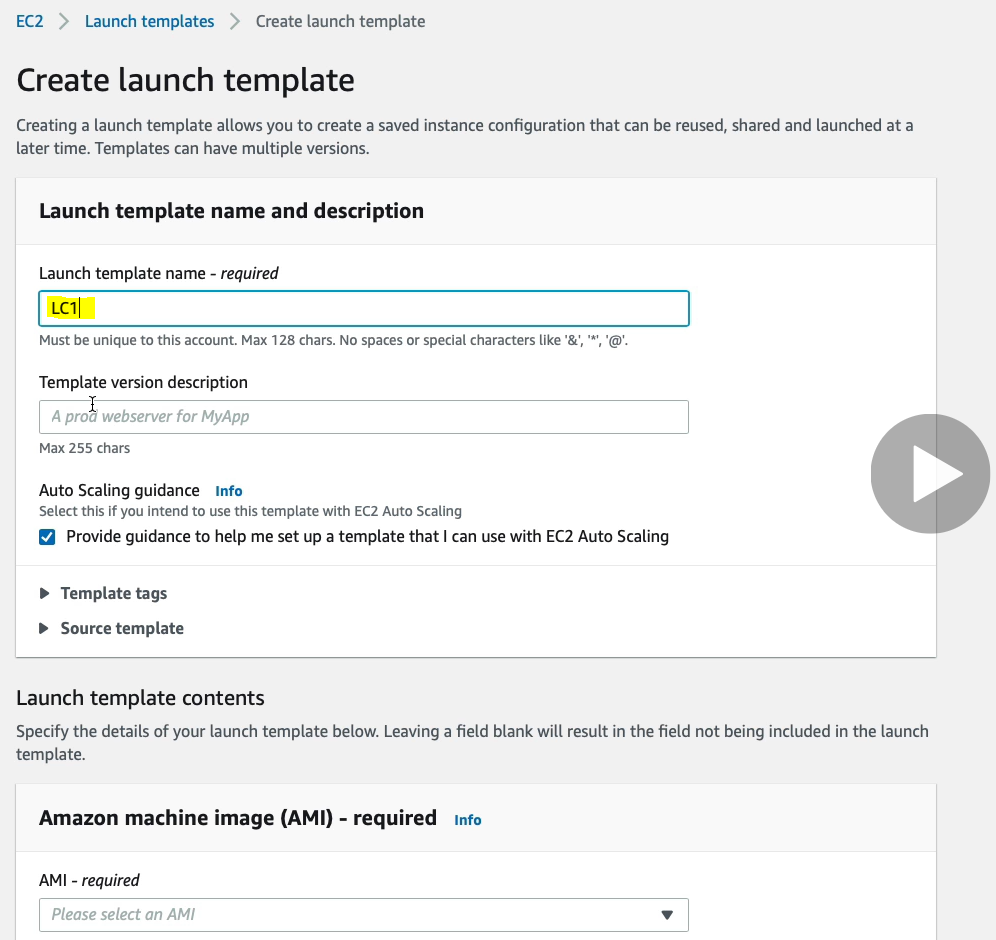 EC2 > Launch templates > Create launch template
Create launch template
Creating a launch template allows you to create a saved instance configuration that can be reused, shared and launched at a
later time. Templates can have multiple versions.
Launch template name and description
Launch template name - required
LC1
Must be unique to this account. Max 128 chars. No spaces or special characters like '&', '*', '@'.
Template version description
A prod webserver for MyApp
Max 255 chars
Auto Scaling guidance Info
Select this if you intend to use this template with EC2 Auto Scaling
Provide guidance to help me set up a template that I can use with EC2 Auto Scaling
Template tags
Source template
Launch template contents
Specify the details of your launch template below. Leaving a field blank will result in the field not being included in the launch
template.
Amazon machine image (AMI) - required Info
AMI - required
Please select an AMI